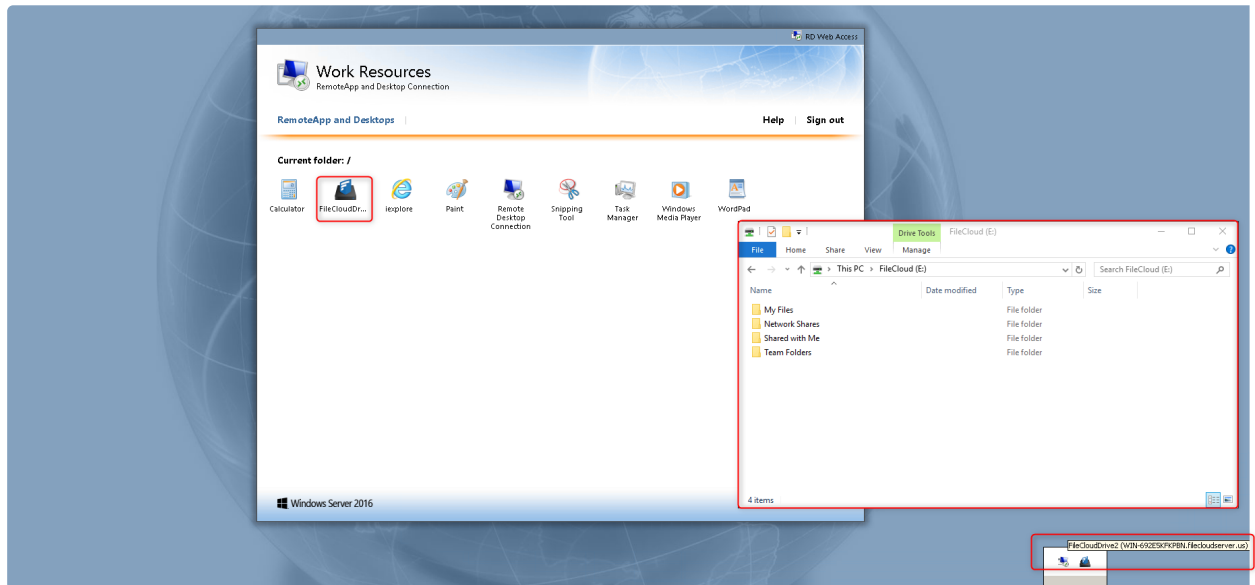 RD Web Access
Work Resources
RemoteApp and Desktop Connection
RemoteApp and Desktops
Help Sign out
Current folder: /
Calculator FileCloudDr... iexplore Paint Remote Desktop Connection Snipping Tool Task Manager Windows Media Player WordPad
Windows Server 2016
Drive Tools FileCloud (E:)
File Home Share View Manage
This PC > FileCloud (E:) Search FileCloud (E:)
Name Date modified Type Size
My Files File folder
Network Shares File folder
Shared with Me File folder
Team Folders File folder
4 items
FileCloudDrive2 (WIN-692E5KFKPBN.filecloudserver.us)